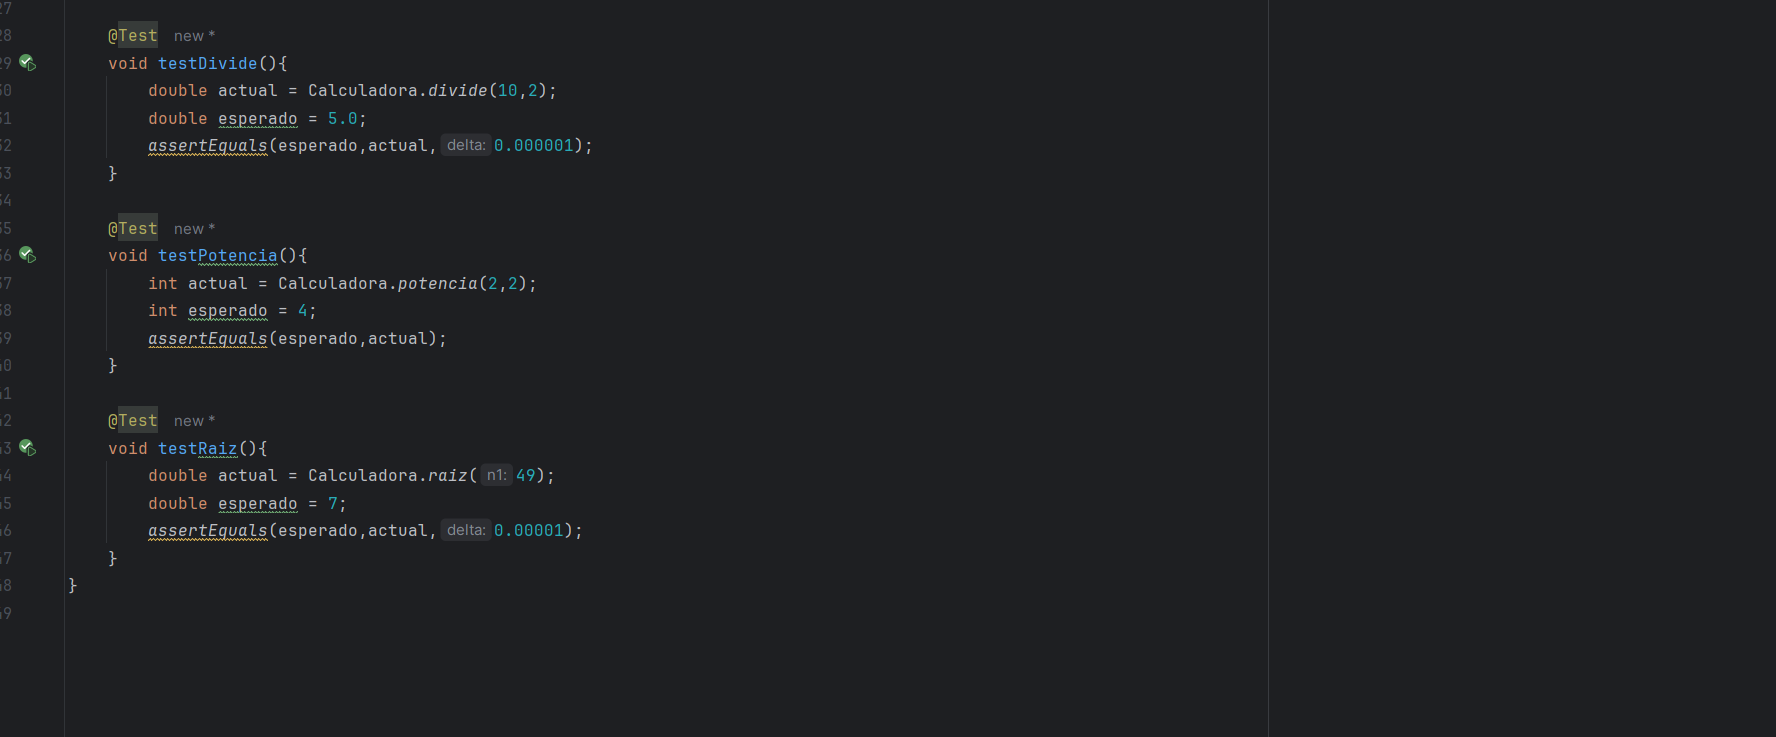 27
28 @Test new *
29 void testDivide(){
30 double actual = Calculadora.divide(10,2);
31 double esperado = 5.0;
32 assertEquals(esperado,actual, delta: 0.000001);
33 }
34
35 @Test new *
36 void testPotencia(){
37 int actual = Calculadora.potencia(2,2);
38 int esperado = 4;
39 assertEquals(esperado,actual);
40 }
41
42 @Test new *
43 void testRaiz(){
44 double actual = Calculadora.raiz( n1: 49);
45 double esperado = 7;
46 assertEquals(esperado,actual, delta: 0.00001);
47 }
48 }
49